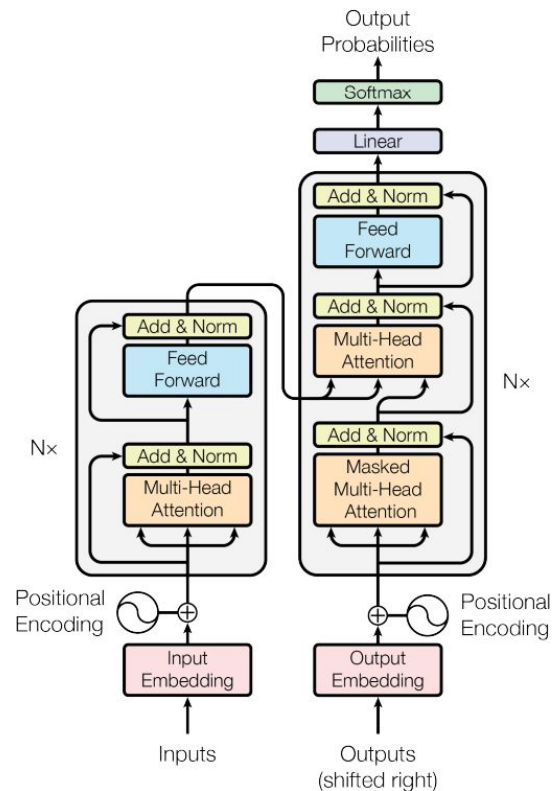 Output
Probabilities
Softmax
Linear
Add & Norm
Feed
Forward
Add & Norm
Multi-Head
Attention
Add & Norm
Masked
Multi-Head
Attention
Nx
Add & Norm
Feed
Forward
Add & Norm
Multi-Head
Attention
Nx
Positional
Encoding
Positional
Encoding
Input
Embedding
Output
Embedding
Inputs
Outputs
(shifted right)